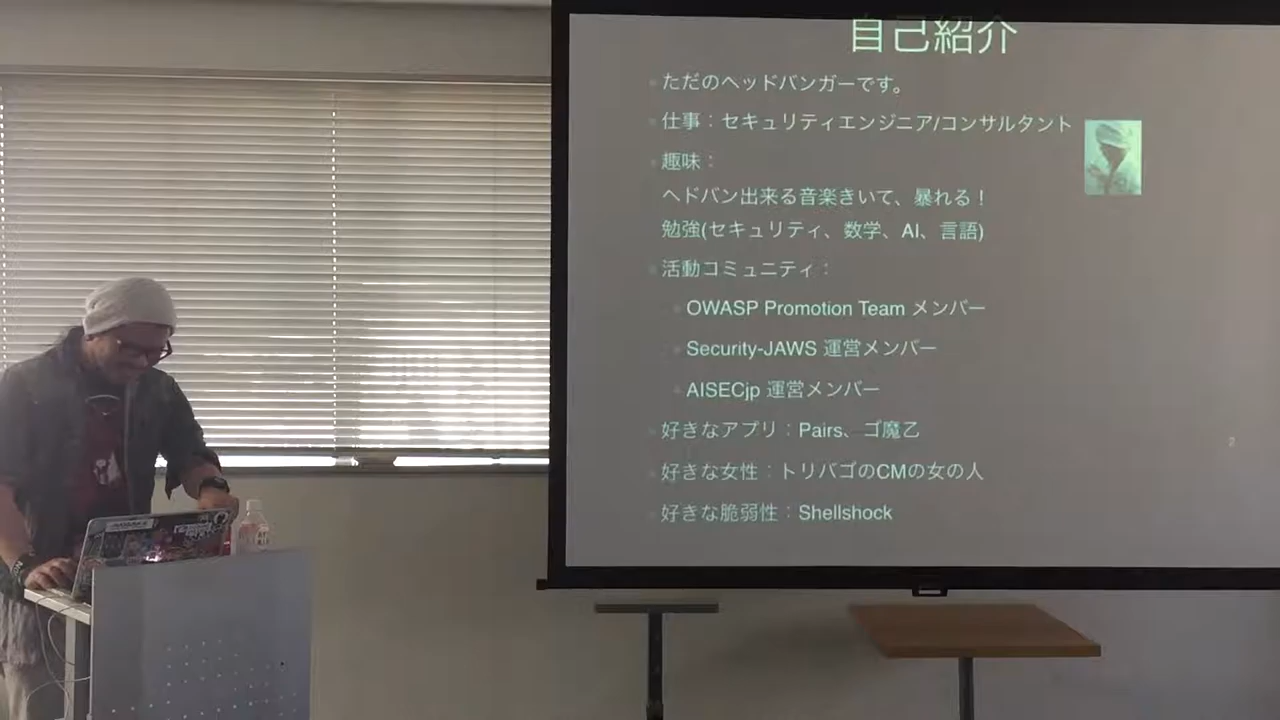 自己紹介
ただのヘッドバンガーです。
仕事：セキュリティエンジニア/コンサルタント
趣味：
ヘドバン出来る音楽きいて、暴れる！
勉強(セキュリティ、数学、AI、言語)
活動コミュニティ：
OWASP Promotion Team メンバー
Security-JAWS 運営メンバー
AISECjp 運営メンバー
好きなアプリ：Pairs、ゴ魔乙
好きな女性：トリバゴのCMの女の人
好きな脆弱性：Shellshock
2